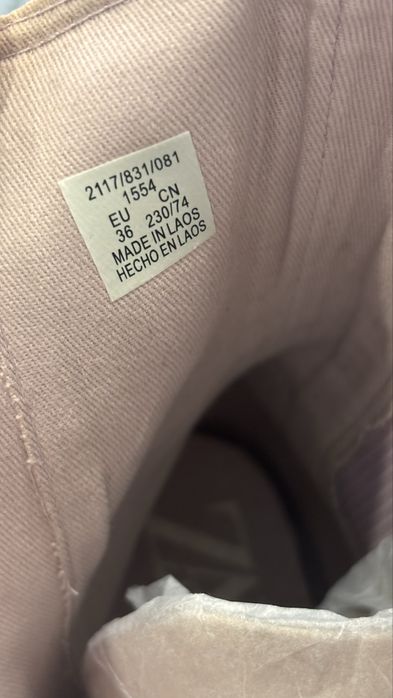 2117/831/081
1554
EU CN
36 230/74
MADE IN LAOS
HECHO EN LAOS